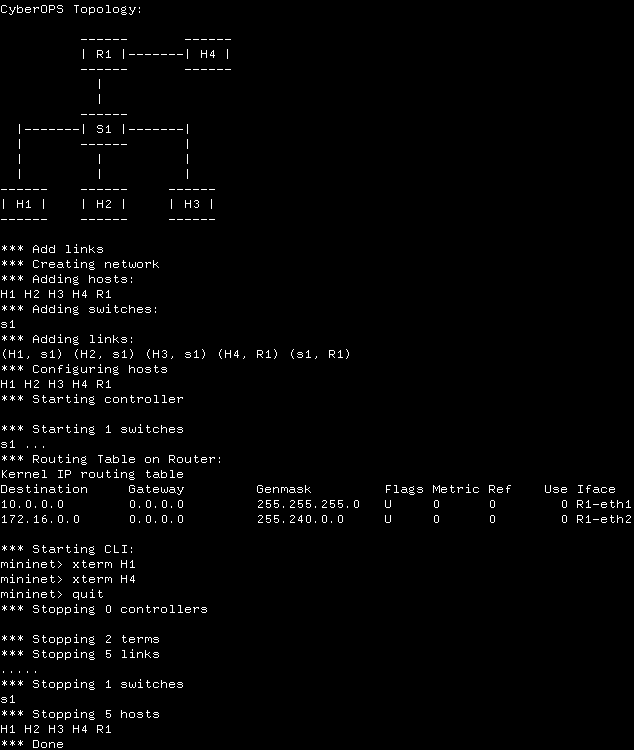 CyberOPS Topology:
------       ------
| R1 |-------| H4 |
------       ------
|
|
------
|-------| S1 |-------|
|       ------       |
|         |          |
|         |          |
------    ------     ------
| H1 |    | H2 |     | H3 |
------    ------     ------
*** Add links
*** Creating network
*** Adding hosts:
H1 H2 H3 H4 R1
*** Adding switches:
s1
*** Adding links:
(H1, s1) (H2, s1) (H3, s1) (H4, R1) (s1, R1)
*** Configuring hosts
H1 H2 H3 H4 R1
*** Starting controller
*** Starting 1 switches
s1 ...
*** Routing Table on Router:
Kernel IP routing table
Destination     Gateway         Genmask         Flags Metric Ref    Use Iface
10.0.0.0        0.0.0.0         255.255.255.0   U     0      0        0 R1-eth1
172.16.0.0      0.0.0.0         255.240.0.0     U     0      0        0 R1-eth2
*** Starting CLI:
mininet> xterm H1
mininet> xterm H4
mininet> quit
*** Stopping 0 controllers
*** Stopping 2 terms
*** Stopping 5 links
.....
*** Stopping 1 switches
s1
*** Stopping 5 hosts
H1 H2 H3 H4 R1
*** Done